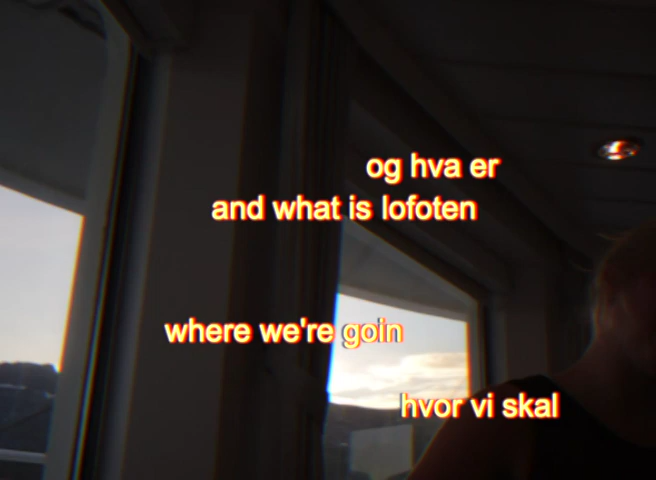 og hva er
and what is lofoten
where we're goin
hvor vi skal